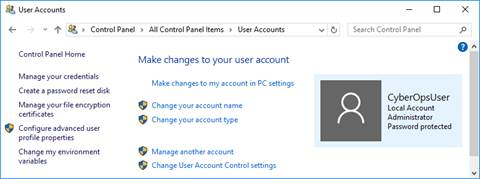 User Accounts
Control Panel > All Control Panel Items > User Accounts
Search Control Panel
Control Panel Home
Manage your credentials
Create a password reset disk
Manage your file encryption
certificates
Configure advanced user
profile properties
Change my environment
variables
Make changes to your user account
Make changes to my account in PC settings
Change your account name
Change your account type
Manage another account
Change User Account Control settings
CyberOpsUser
Local Account
Administrator
Password protected